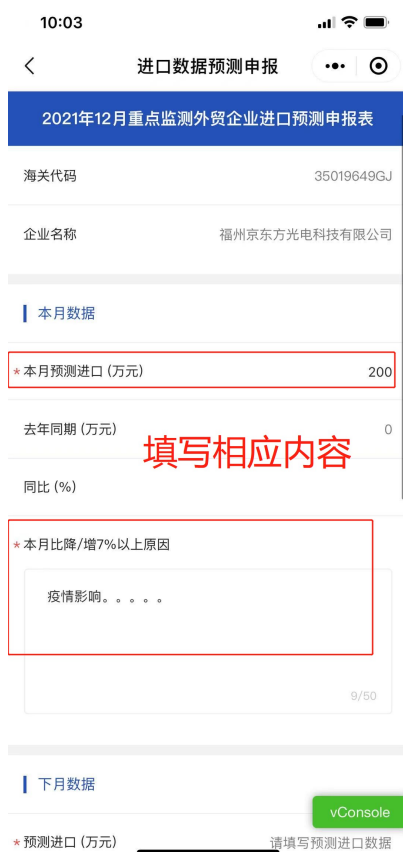 10:03
进口数据预测申报
2021年12月重点监测外贸企业进口预测申报表
海关代码 35019649GJ
企业名称 福州京东方光电科技有限公司
本月数据
*本月预测进口 (万元) 200
去年同期 (万元) 0
填写相应内容
同比 (%)
*本月比降/增7%以上原因
疫情影响。。。。。
9/50
下月数据
vConsole
*预测进口 (万元) 请填写预测进口数据